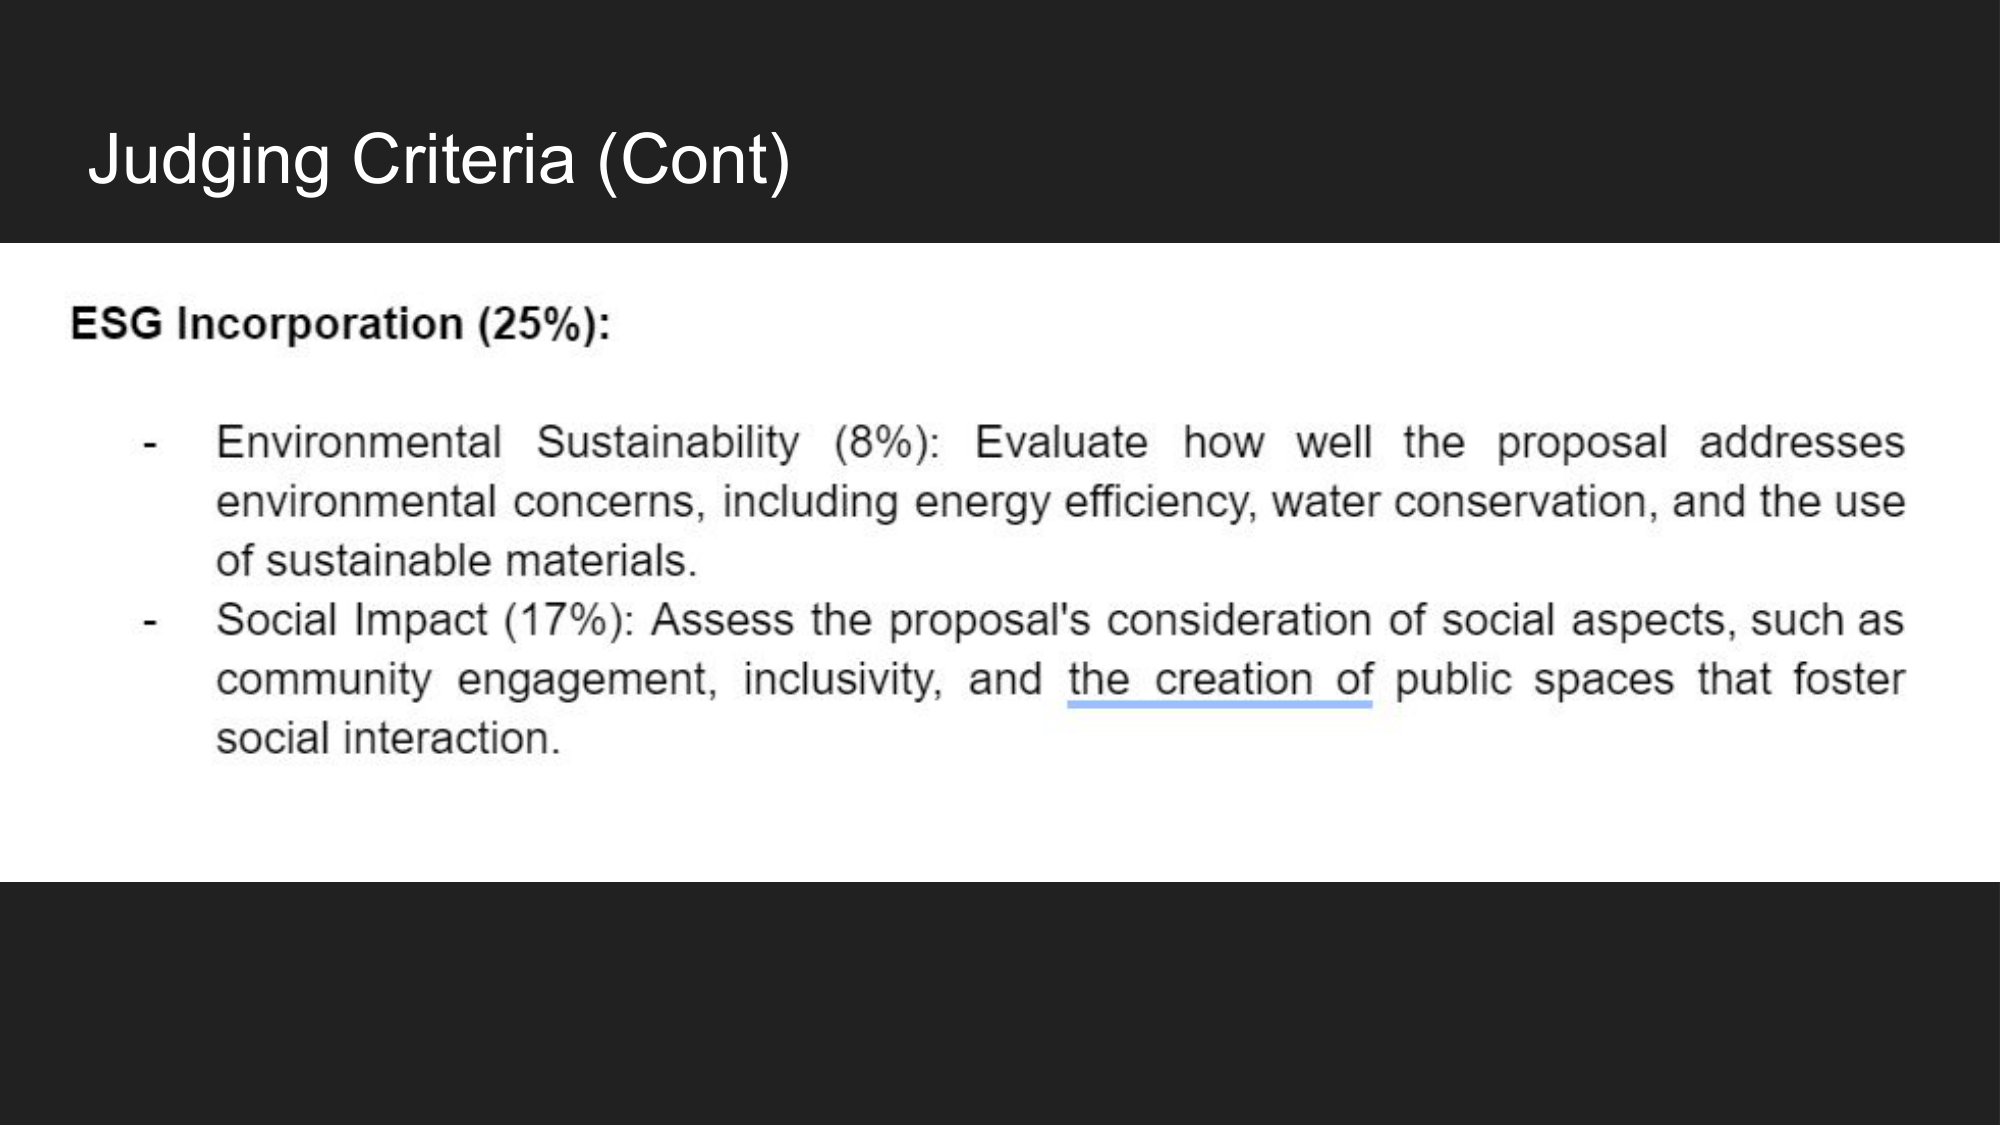 Judging Criteria (Cont)
ESG Incorporation (25%):
- Environmental Sustainability (8%): Evaluate how well the proposal addresses
environmental concerns, including energy efficiency, water conservation, and the use
of sustainable materials.
- Social Impact (17%): Assess the proposal's consideration of social aspects, such as
community engagement, inclusivity, and the creation of public spaces that foster
social interaction.